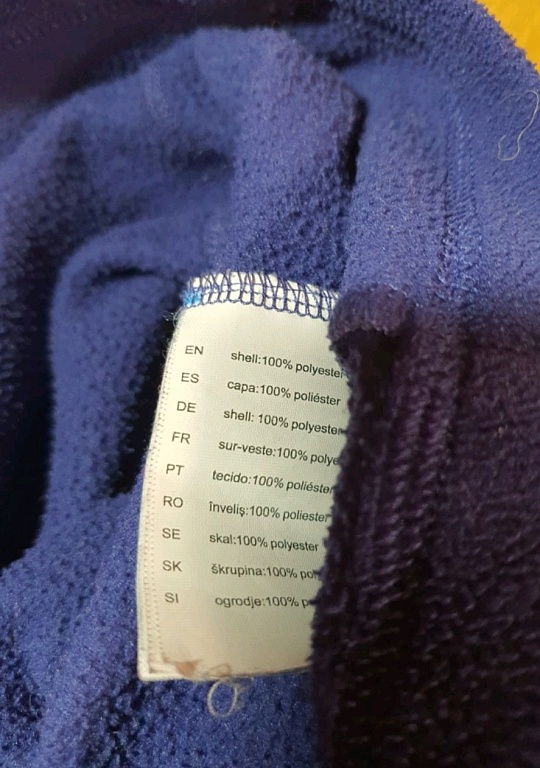 EN shell:100% polyester
ES capa:100% poliéster
DE shell: 100% polyester
FR sur-veste:100%
PT tecido:100% poliéster
RO înveliş:100% poliester
SE skal:100% polyester
SK škrupina:100%
SI ogrodje:100%